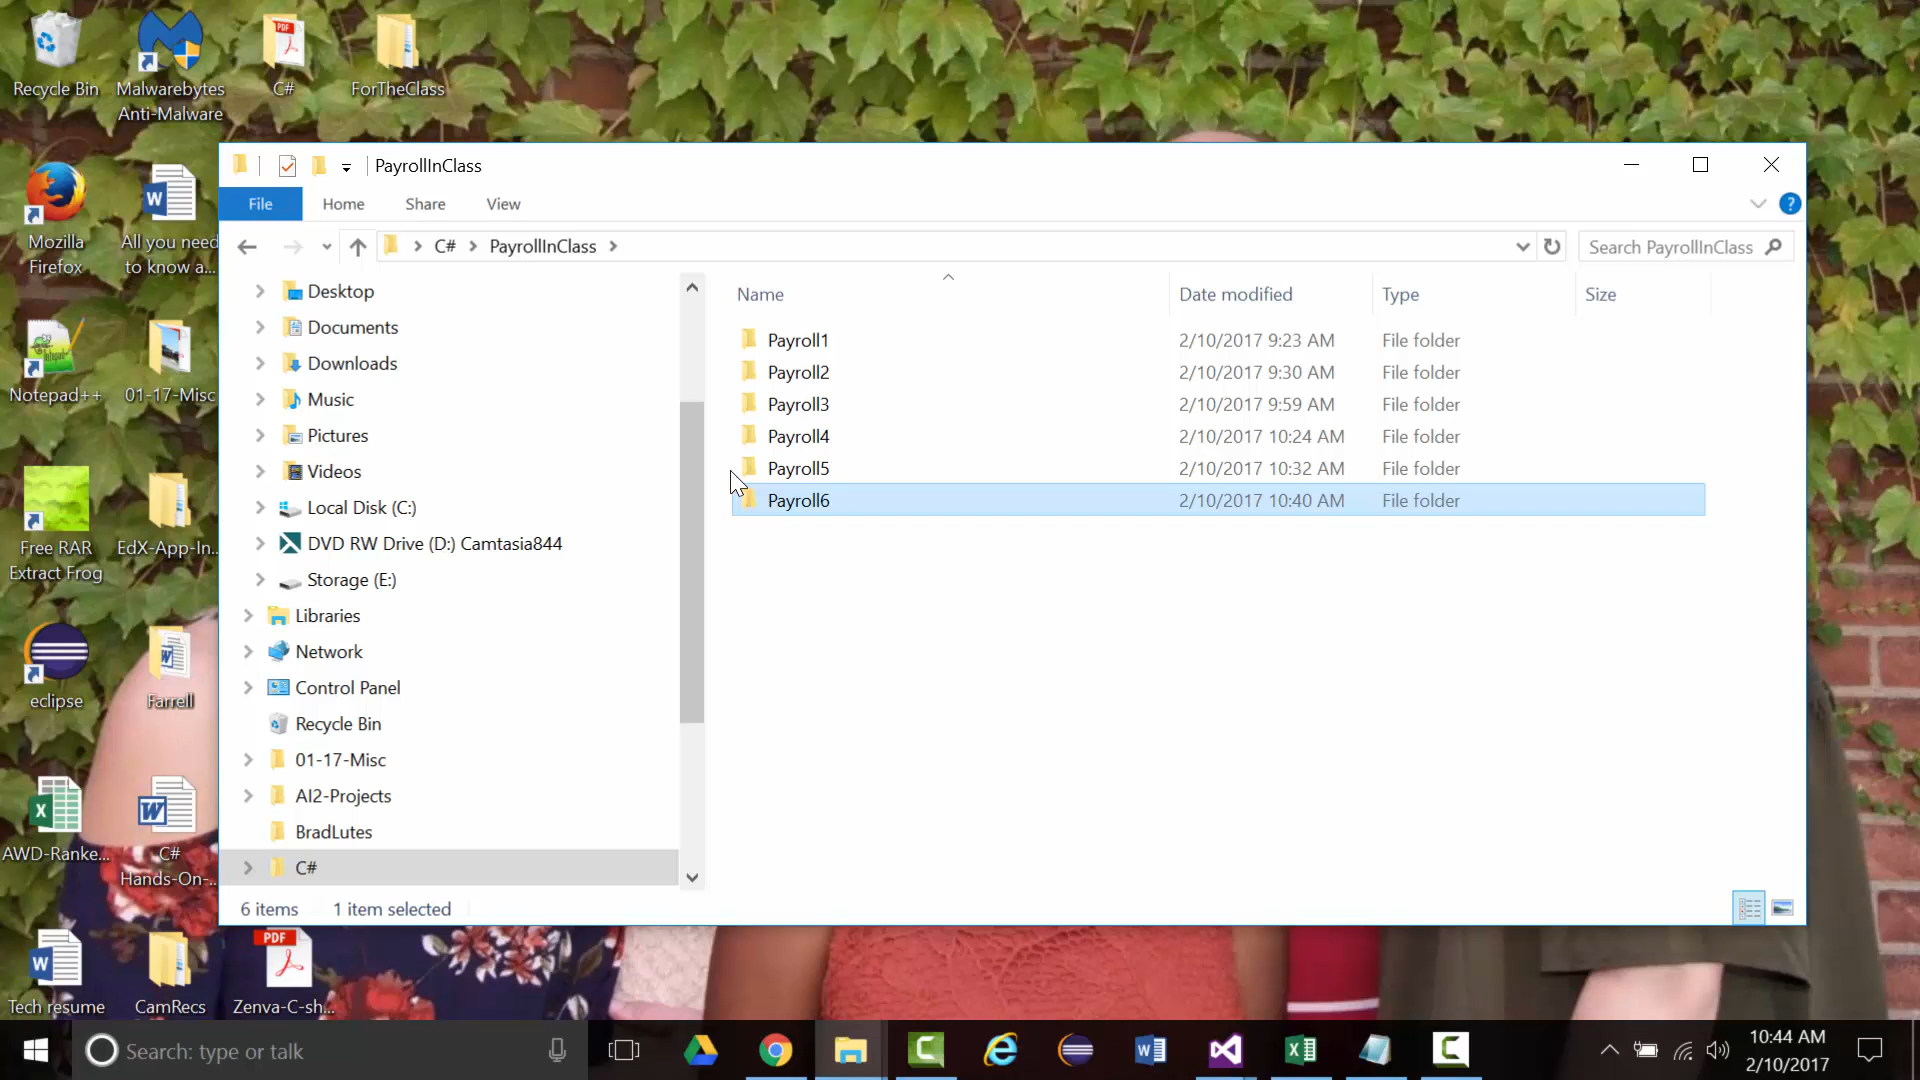 Recycle Bin
Malwarebytes
Anti-Malware
C#
ForTheClass
Mozilla
Firefox
All you need
to know a...
Notepad++
01-17-Misc
Free RAR
Extract Frog
EdX-App-In...
eclipse
Farrell
AWD-Ranke...
C#
Hands-On-...
Tech resume
CamRecs
Zenva-C-sh...
PDF
PDF
PayrollInClass
File
Home
Share
View
C#
PayrollInClass
Search PayrollInClass
Desktop
Documents
Downloads
Music
Pictures
Videos
Local Disk (C:)
DVD RW Drive (D:) Camtasia844
Storage (E:)
Libraries
Network
Control Panel
Recycle Bin
01-17-Misc
AI2-Projects
BradLutes
C#
Name Date modified Type Size
Payroll1 2/10/2017 9:23 AM File folder
Payroll2 2/10/2017 9:30 AM File folder
Payroll3 2/10/2017 9:59 AM File folder
Payroll4 2/10/2017 10:24 AM File folder
Payroll5 2/10/2017 10:32 AM File folder
Payroll6 2/10/2017 10:40 AM File folder
6 items 1 item selected
Search: type or talk
10:44 AM
2/10/2017